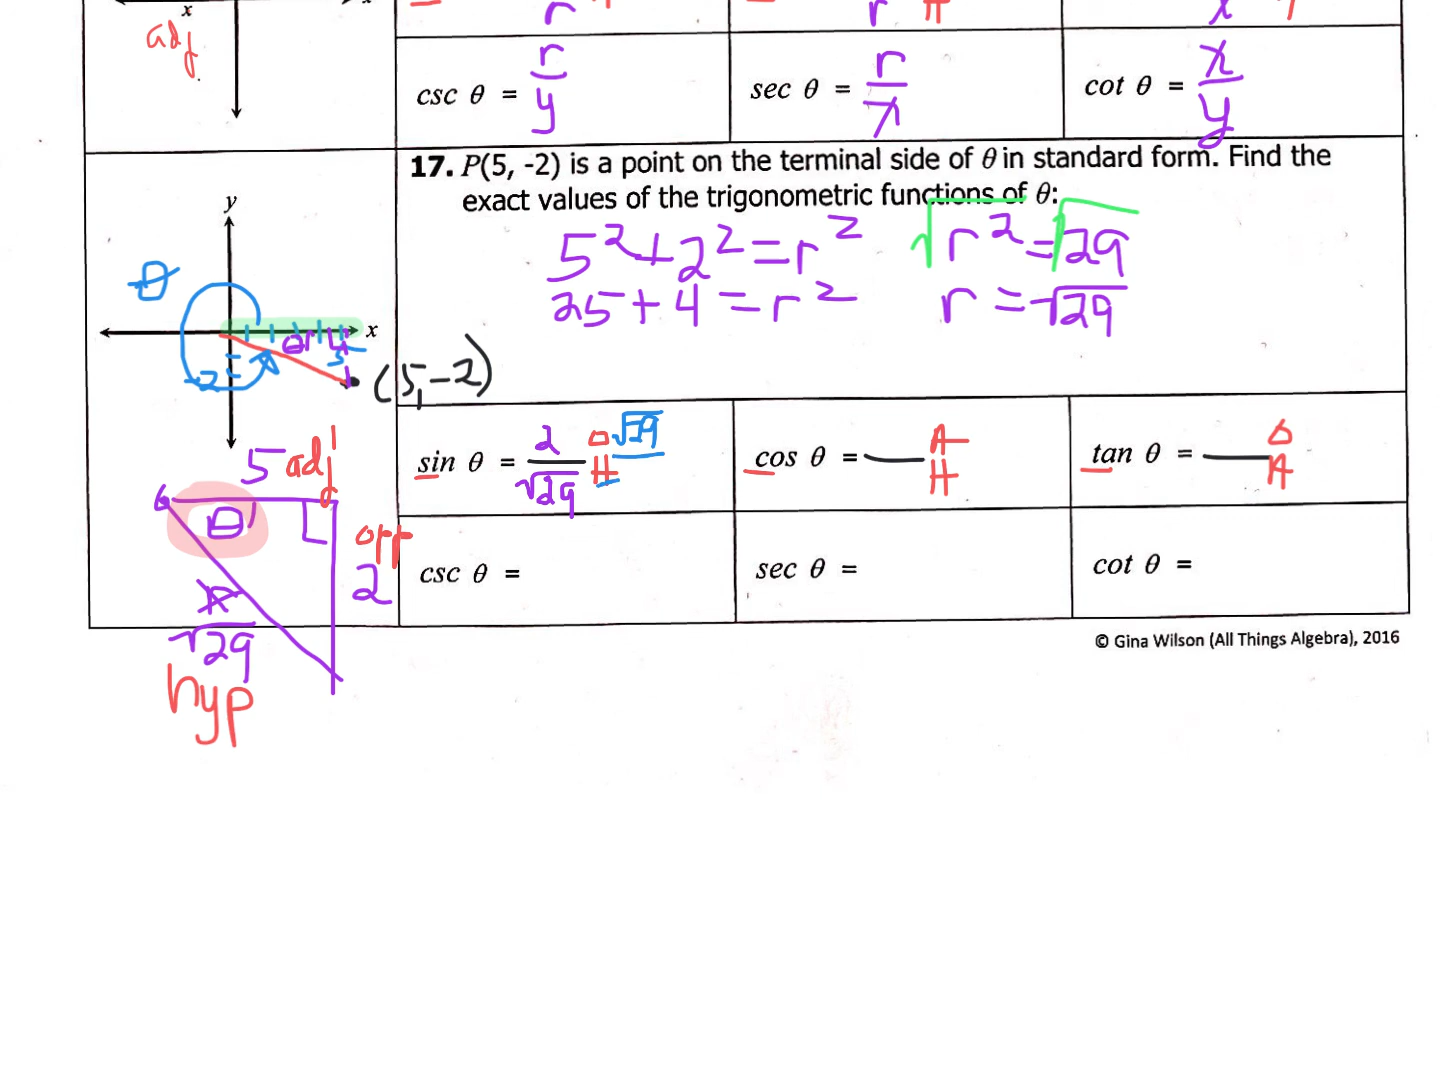 x
adj
r
r H
x
csc θ = r/y
sec θ = r/x
cot θ = x/y
17. P(5, -2) is a point on the terminal side of θ in standard form. Find the
exact values of the trigonometric functions of θ:
5² + 2² = r² √r² = √29
25 + 4 = r² r = √29
y
θ
x
5
-2
(5, -2)
5 adj
θ
opp
2
r
√29
hyp
sin θ = 2/√29 O/H √29
cos θ = — A/H
tan θ = — O/A
csc θ =
sec θ =
cot θ =
© Gina Wilson (All Things Algebra), 2016